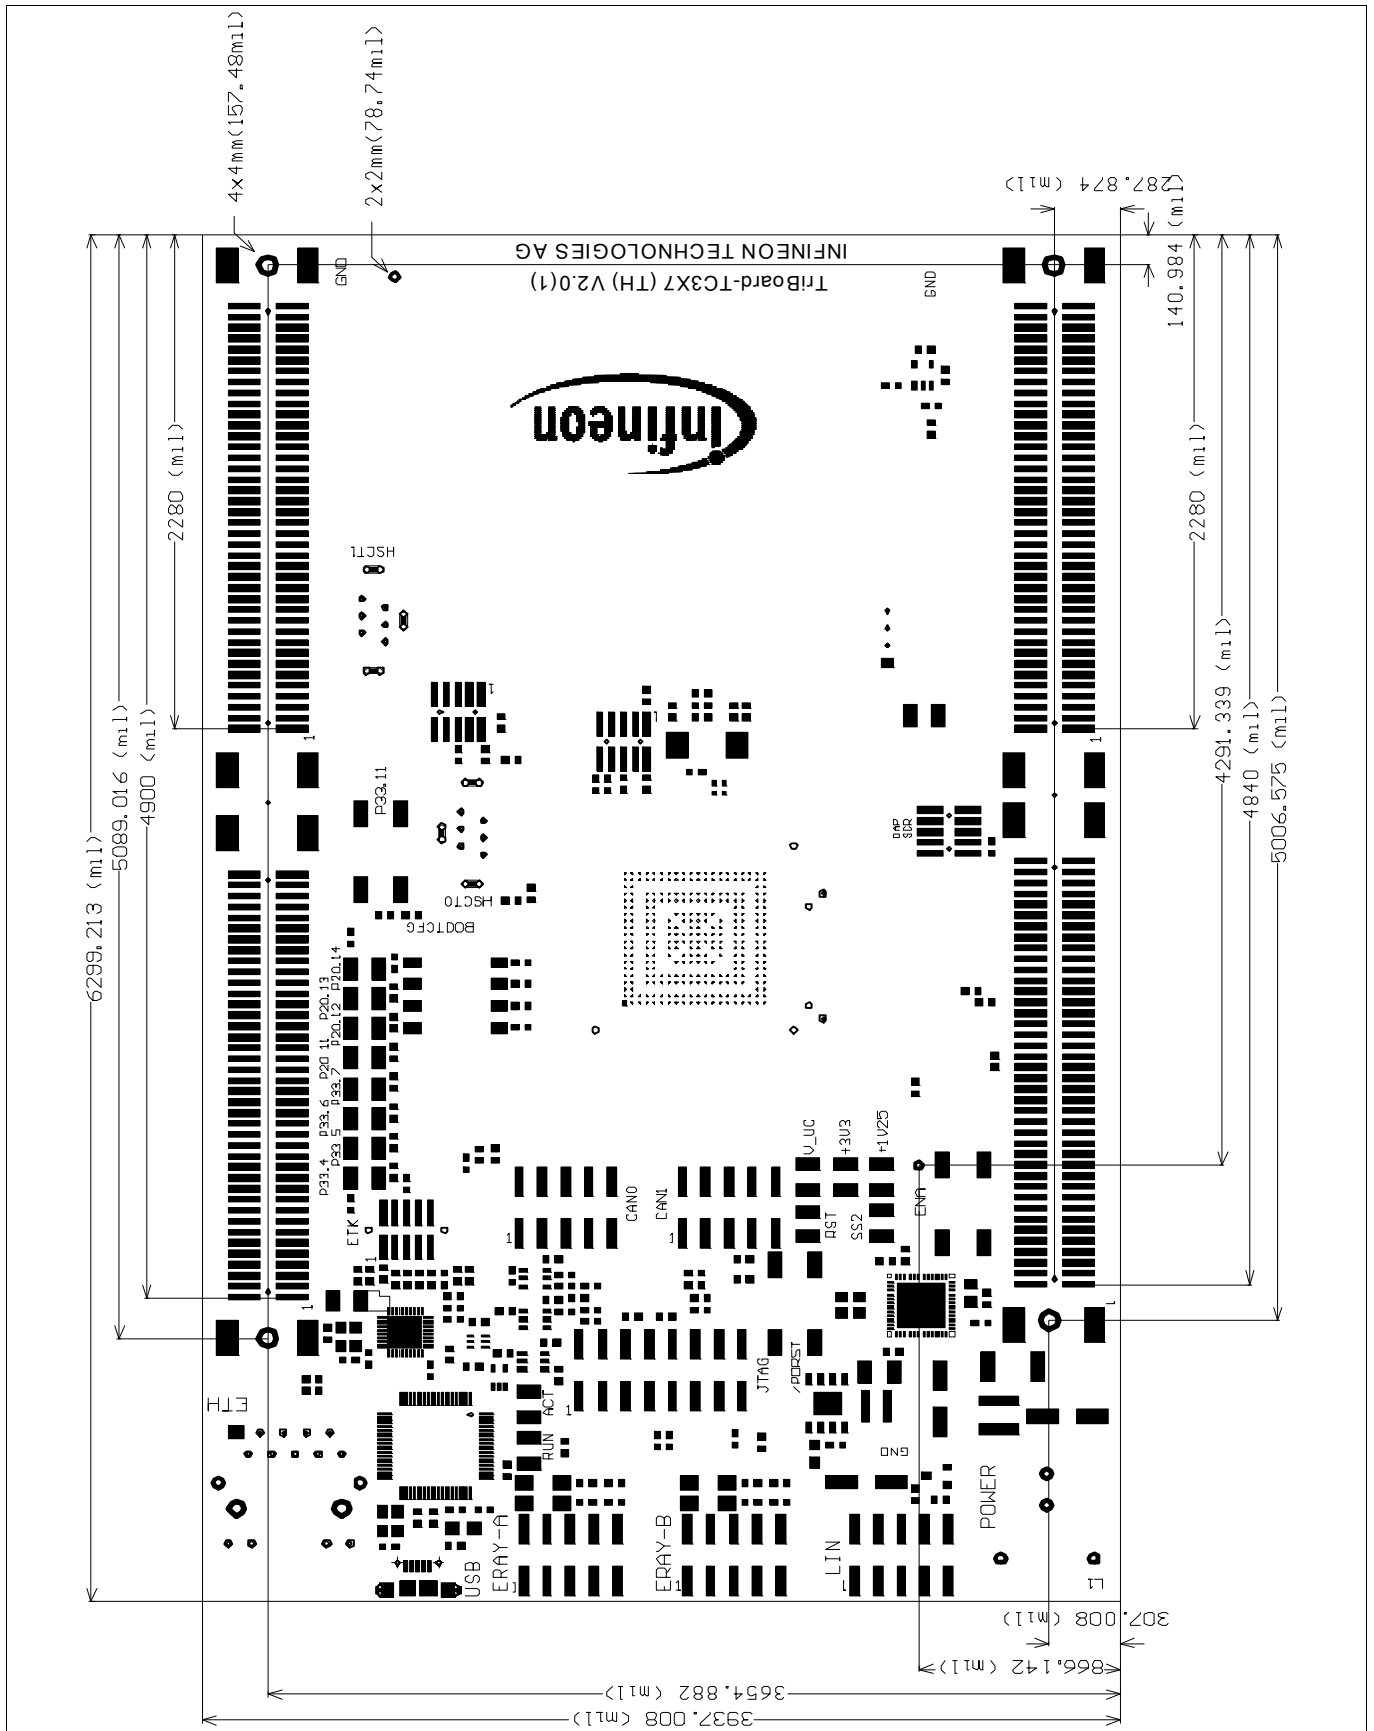 4x4mm(157.48mil)
2x2mm(78.74mil)
287.874 (mil)
140.984 (mil)
INFINEON TECHNOLOGIES AG
TriBoard-TC3X7 (TH) V2.0(1)
GND
GND
infineon
2280 (mil)
4900 (mil)
5089.016 (mil)
6299.213 (mil)
2280 (mil)
4291.339 (mil)
4840 (mil)
5006.575 (mil)
HSCT1
1
1
1
1
P33.11
DAP
SCR
HSCT0
BOOTCFG
P20.14
P20.13
P20.12
P20.11
P33.7
P33.6
P33.5
P33.4
V_UC
+3V3
+1V25
ETK
1
CAN0
1
CAN1
1
RST
SS2
ENA
1
1
ETH
ACT
RUN
JTAG
1
/PORST
GND
POWER
USB
ERAY-A
1
ERAY-B
1
LIN
1
L1
307.008 (mil)
866.142 (mil)
3654.882 (mil)
3937.008 (mil)